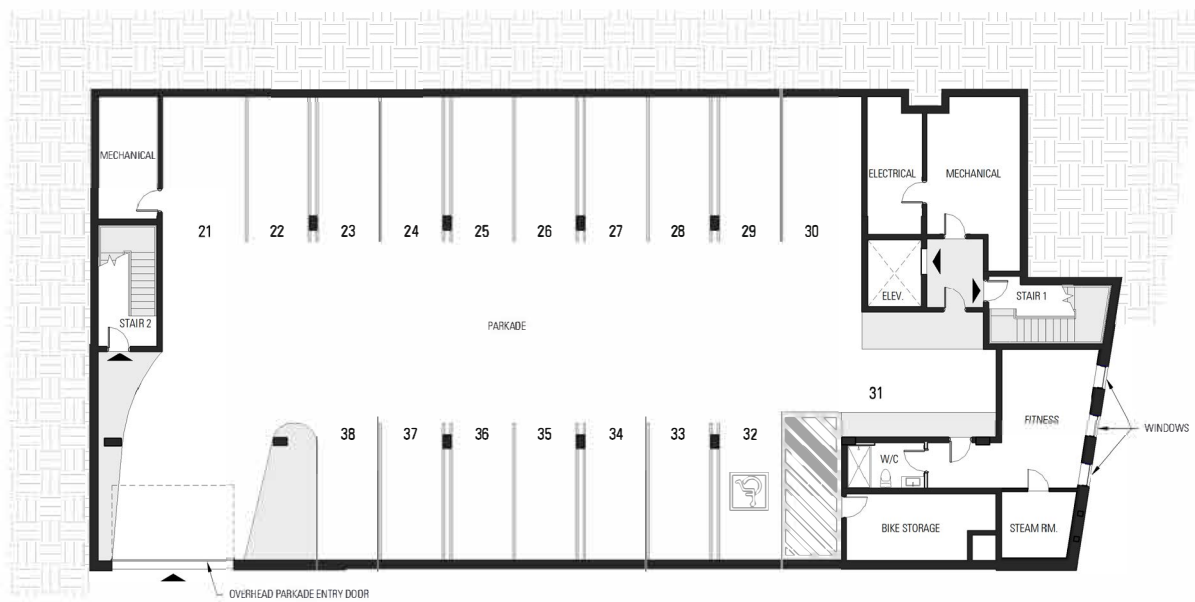 MECHANICAL
ELECTRICAL
MECHANICAL
21
22
23
24
25
26
27
28
29
30
ELEV.
STAIR 1
STAIR 2
PARKADE
31
FITNESS
WINDOWS
38
37
36
35
34
33
32
W/C
BIKE STORAGE
STEAM RM.
OVERHEAD PARKADE ENTRY DOOR